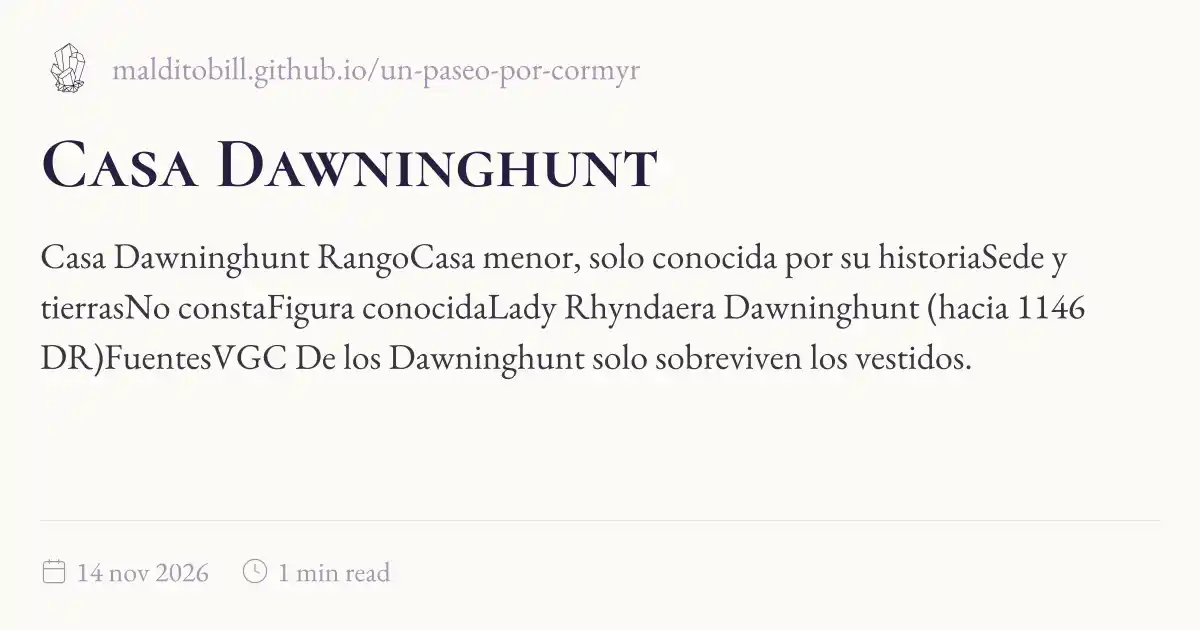 malditobill.github.io/un-paseo-por-cormyr
Casa Dawninghunt
Casa Dawninghunt RangoCasa menor, solo conocida por su historiaSede y
tierrasNo constaFigura conocidaLady Rhyndaera Dawninghunt (hacia 1146
DR)FuentesVGC De los Dawninghunt solo sobreviven los vestidos.
14 nov 2026 1 min read